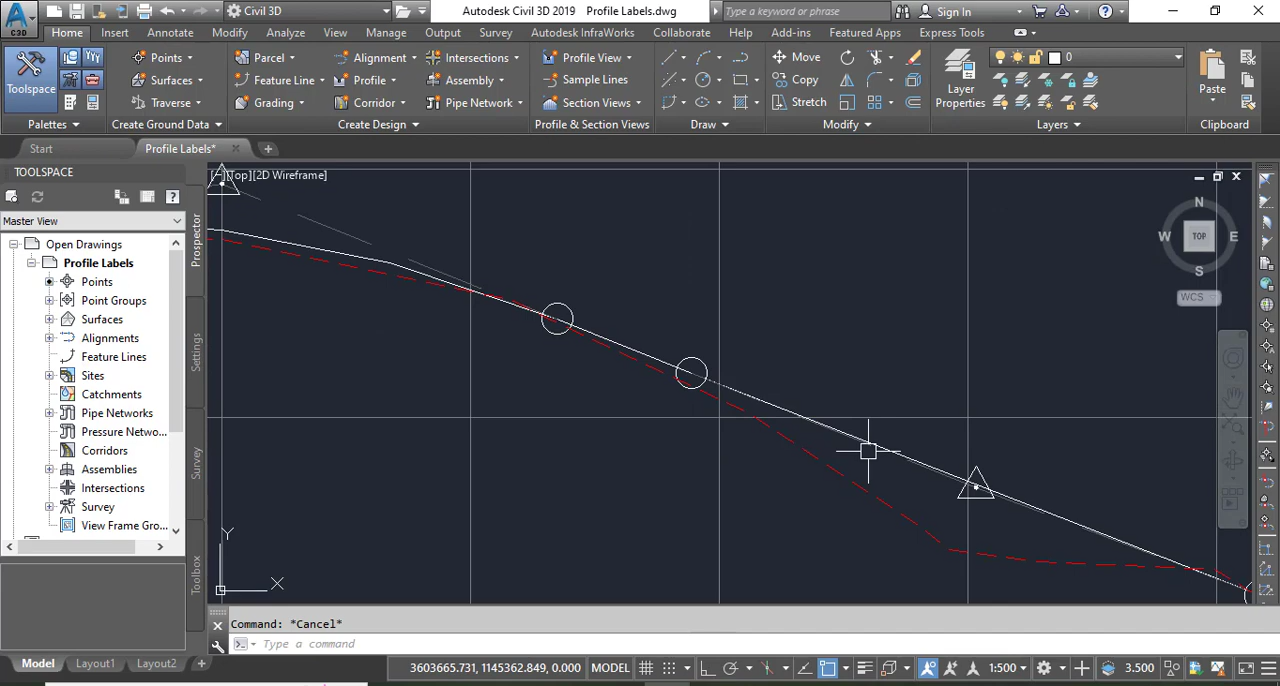 Civil 3D
Autodesk Civil 3D 2019 Profile Labels.dwg
Type a keyword or phrase
Sign In
C3D
Home Insert Annotate Modify Analyze View Manage Output Survey Autodesk InfraWorks Collaborate Help Add-ins Featured Apps Express Tools
Toolspace
Points
Surfaces
Traverse
Parcel
Feature Line
Grading
Alignment
Profile
Corridor
Intersections
Assembly
Pipe Network
Profile View
Sample Lines
Section Views
Move
Copy
Stretch
Layer
Properties
0
Paste
Palettes
Create Ground Data
Create Design
Profile & Section Views
Draw
Modify
Layers
Clipboard
Start
Profile Labels*
TOOLSPACE
Master View
Open Drawings
Profile Labels
Points
Point Groups
Surfaces
Alignments
Feature Lines
Sites
Catchments
Pipe Networks
Pressure Netwo...
Corridors
Assemblies
Intersections
Survey
View Frame Gro...
Prospector
Settings
Survey
Toolbox
[-][Top][2D Wireframe]
N
W
TOP
E
S
WCS
Y
X
Command: *Cancel*
Type a command
Model
Layout1
Layout2
3603665.731, 1145362.849, 0.000
MODEL
1:500
3.500